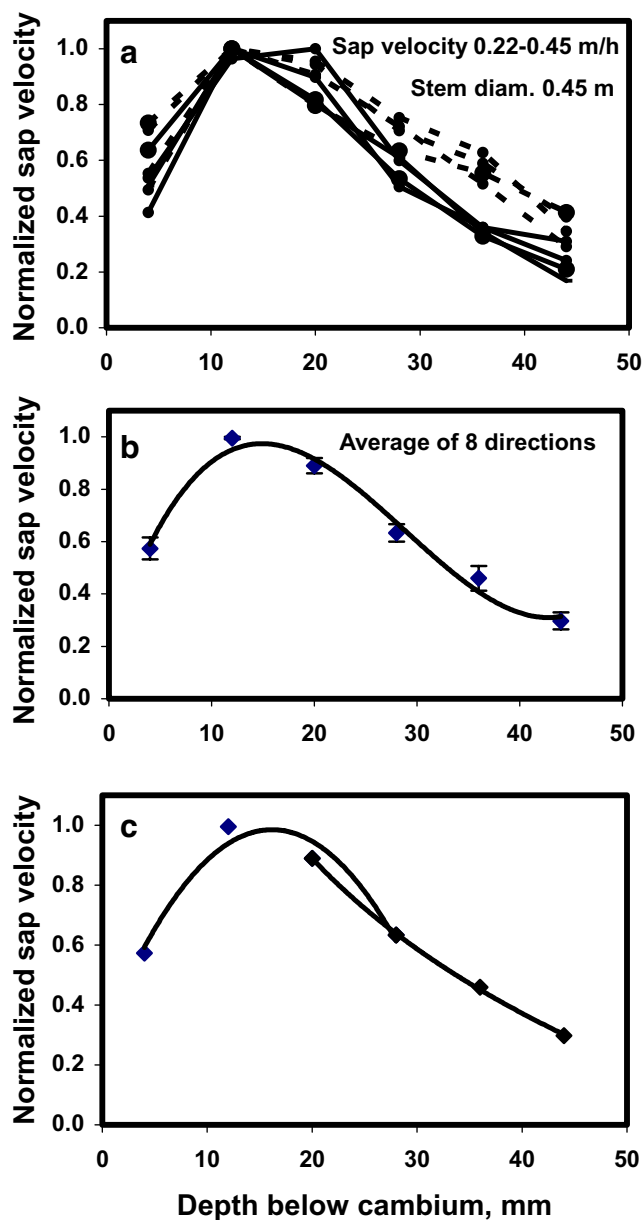 a
Sap velocity 0.22-0.45 m/h
Stem diam. 0.45 m
Normalized sap velocity
1.0
0.8
0.6
0.4
0.2
0.0
0 10 20 30 40 50
b
Average of 8 directions
Normalized sap velocity
1.0
0.8
0.6
0.4
0.2
0.0
0 10 20 30 40 50
c
Normalized sap velocity
1.0
0.8
0.6
0.4
0.2
0.0
0 10 20 30 40 50
Depth below cambium, mm